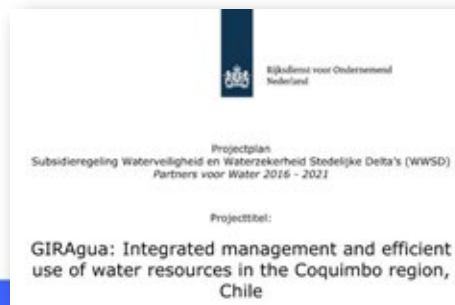 Rijksdienst voor Ondernemend
Nederland
Projectplan
Subsidieregeling Waterveiligheid en Waterzekerheid Stedelijke Delta's (WWSD)
Partners voor Water 2016 - 2021
Projecttitel:
GIRAgua: Integrated management and efficient
use of water resources in the Coquimbo region,
Chile